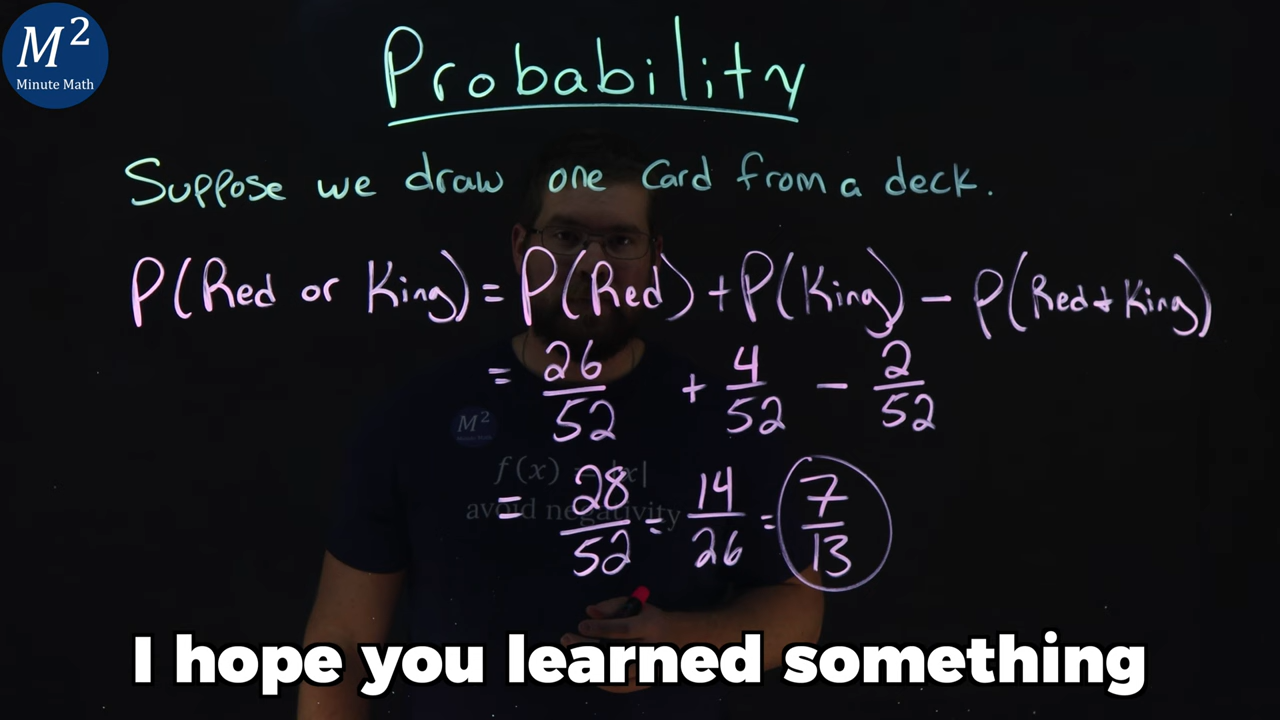 M²
Minute Math
Probability
Suppose we draw one card from a deck.
P(Red or King) = P(Red) + P(King) - P(Red + King)
= 26/52 + 4/52 - 2/52
M²
f(x) = |x|
avoid negativity
= 28/52 = 14/26 = 7/13
I hope you learned something